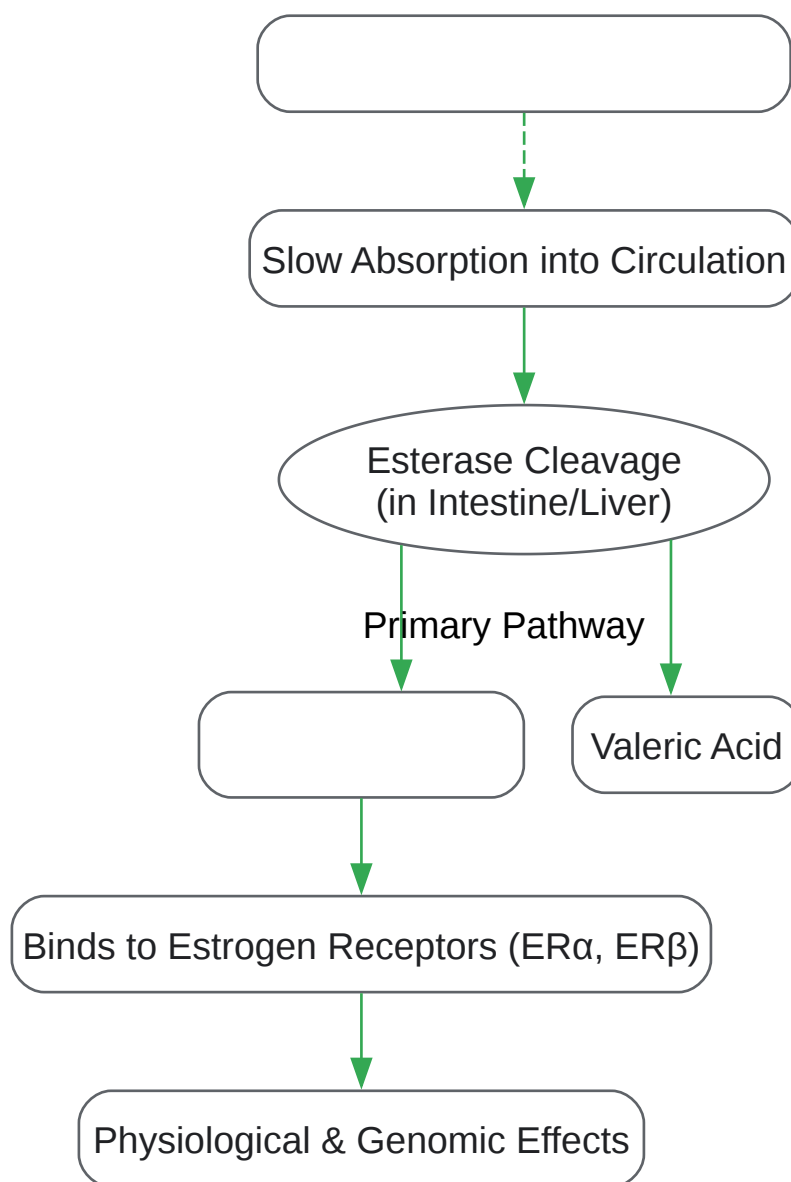 Slow Absorption into Circulation
Esterase Cleavage
(in Intestine/Liver)
Primary Pathway
Valeric Acid
Binds to Estrogen Receptors (ERα, ERβ)
Physiological & Genomic Effects